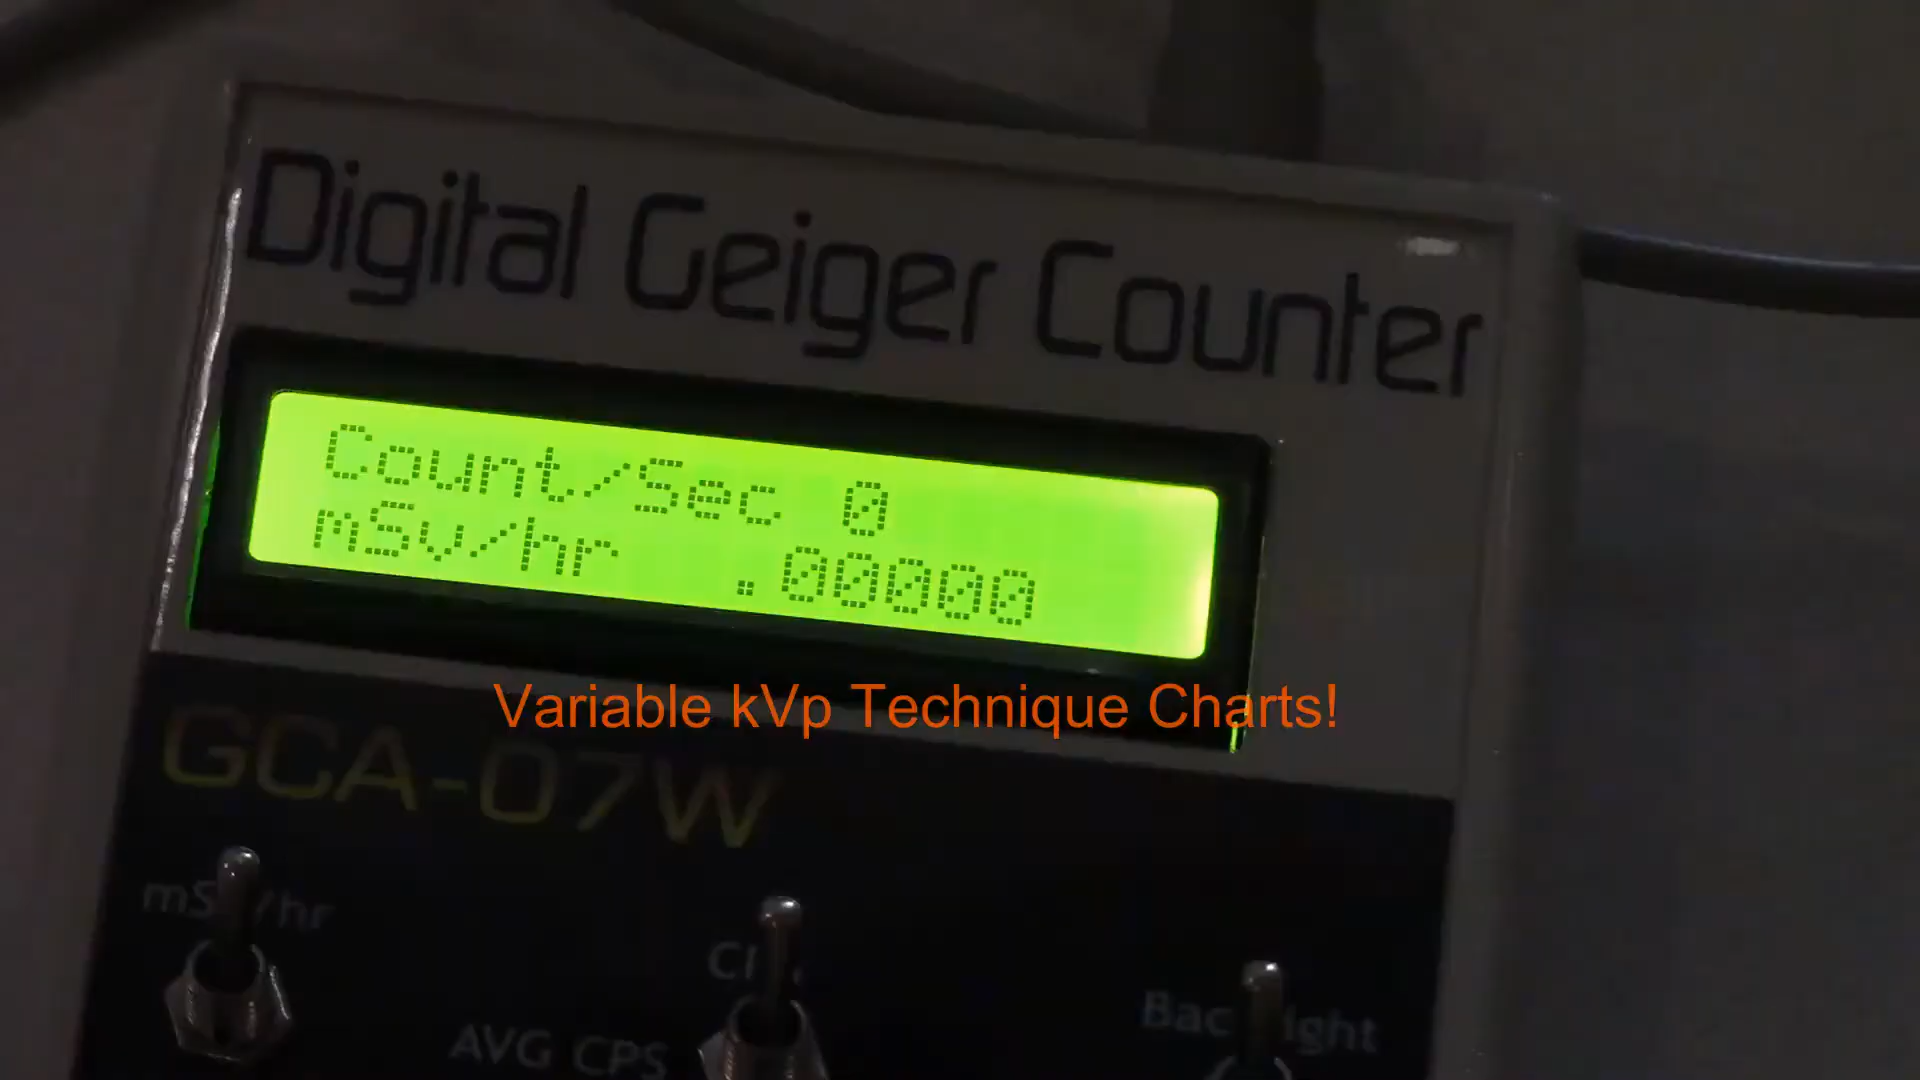 Digital Geiger Counter
Count/Sec 0
mSv/hr .00000
Variable kVp Technique Charts!
GCA-07W
AVG CPS